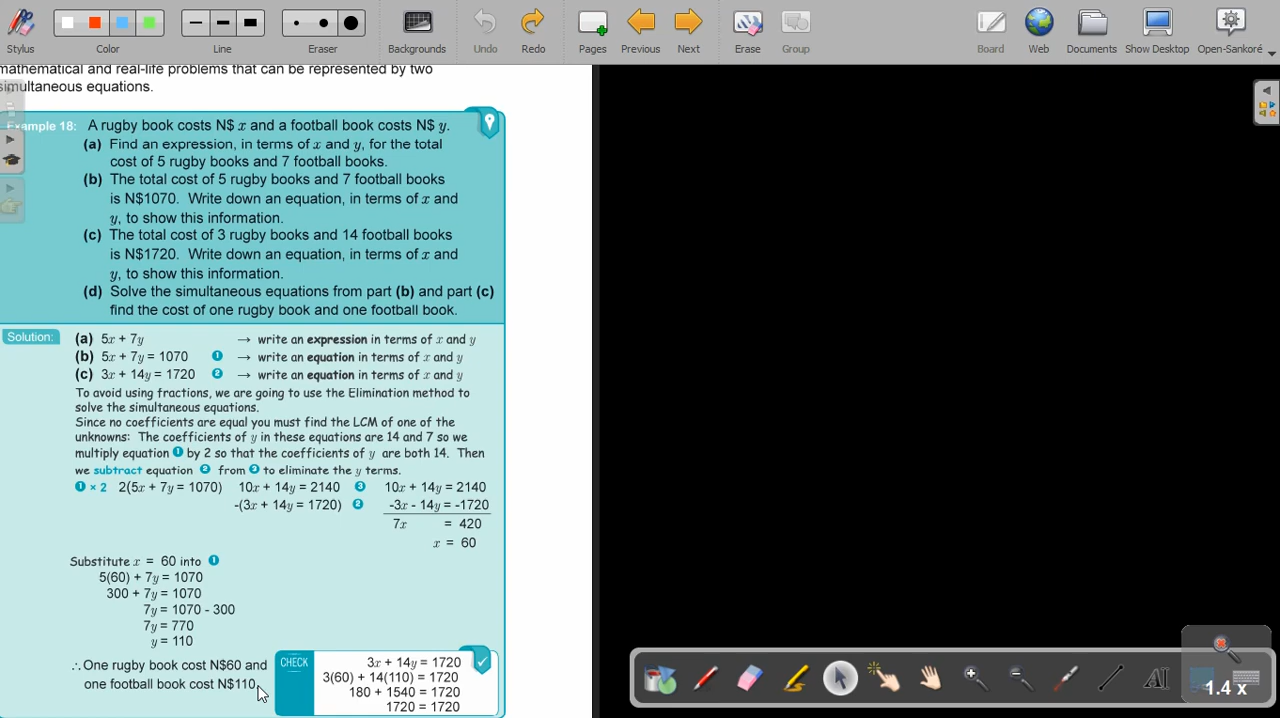 Stylus
Color
Line
Eraser
Backgrounds
Undo
Redo
Pages
Previous
Next
Erase
Group
Board
Web
Documents
Show Desktop
Open-Sankoré
mathematical and real-life problems that can be represented by two
simultaneous equations.
Example 18: A rugby book costs N$ x and a football book costs N$ y.
(a) Find an expression, in terms of x and y, for the total
cost of 5 rugby books and 7 football books.
(b) The total cost of 5 rugby books and 7 football books
is N$1070. Write down an equation, in terms of x and
y, to show this information.
(c) The total cost of 3 rugby books and 14 football books
is N$1720. Write down an equation, in terms of x and
y, to show this information.
(d) Solve the simultaneous equations from part (b) and part (c)
find the cost of one rugby book and one football book.
Solution:
(a) 5x + 7y → write an expression in terms of x and y
(b) 5x + 7y = 1070 ❶ → write an equation in terms of x and y
(c) 3x + 14y = 1720 ❷ → write an equation in terms of x and y
To avoid using fractions, we are going to use the Elimination method to
solve the simultaneous equations.
Since no coefficients are equal you must find the LCM of one of the
unknowns: The coefficients of y in these equations are 14 and 7 so we
multiply equation ❶ by 2 so that the coefficients of y are both 14. Then
we subtract equation ❷ from ❸ to eliminate the y terms.
❶ × 2 2(5x + 7y = 1070) 10x + 14y = 2140 ❸ 10x + 14y = 2140
-(3x + 14y = 1720) ❷ -3x - 14y = -1720
7x = 420
x = 60
Substitute x = 60 into ❶
5(60) + 7y = 1070
300 + 7y = 1070
7y = 1070 - 300
7y = 770
y = 110
∴ One rugby book cost N$60 and
one football book cost N$110.
CHECK
3x + 14y = 1720
3(60) + 14(110) = 1720
180 + 1540 = 1720
1720 = 1720
1.4 x